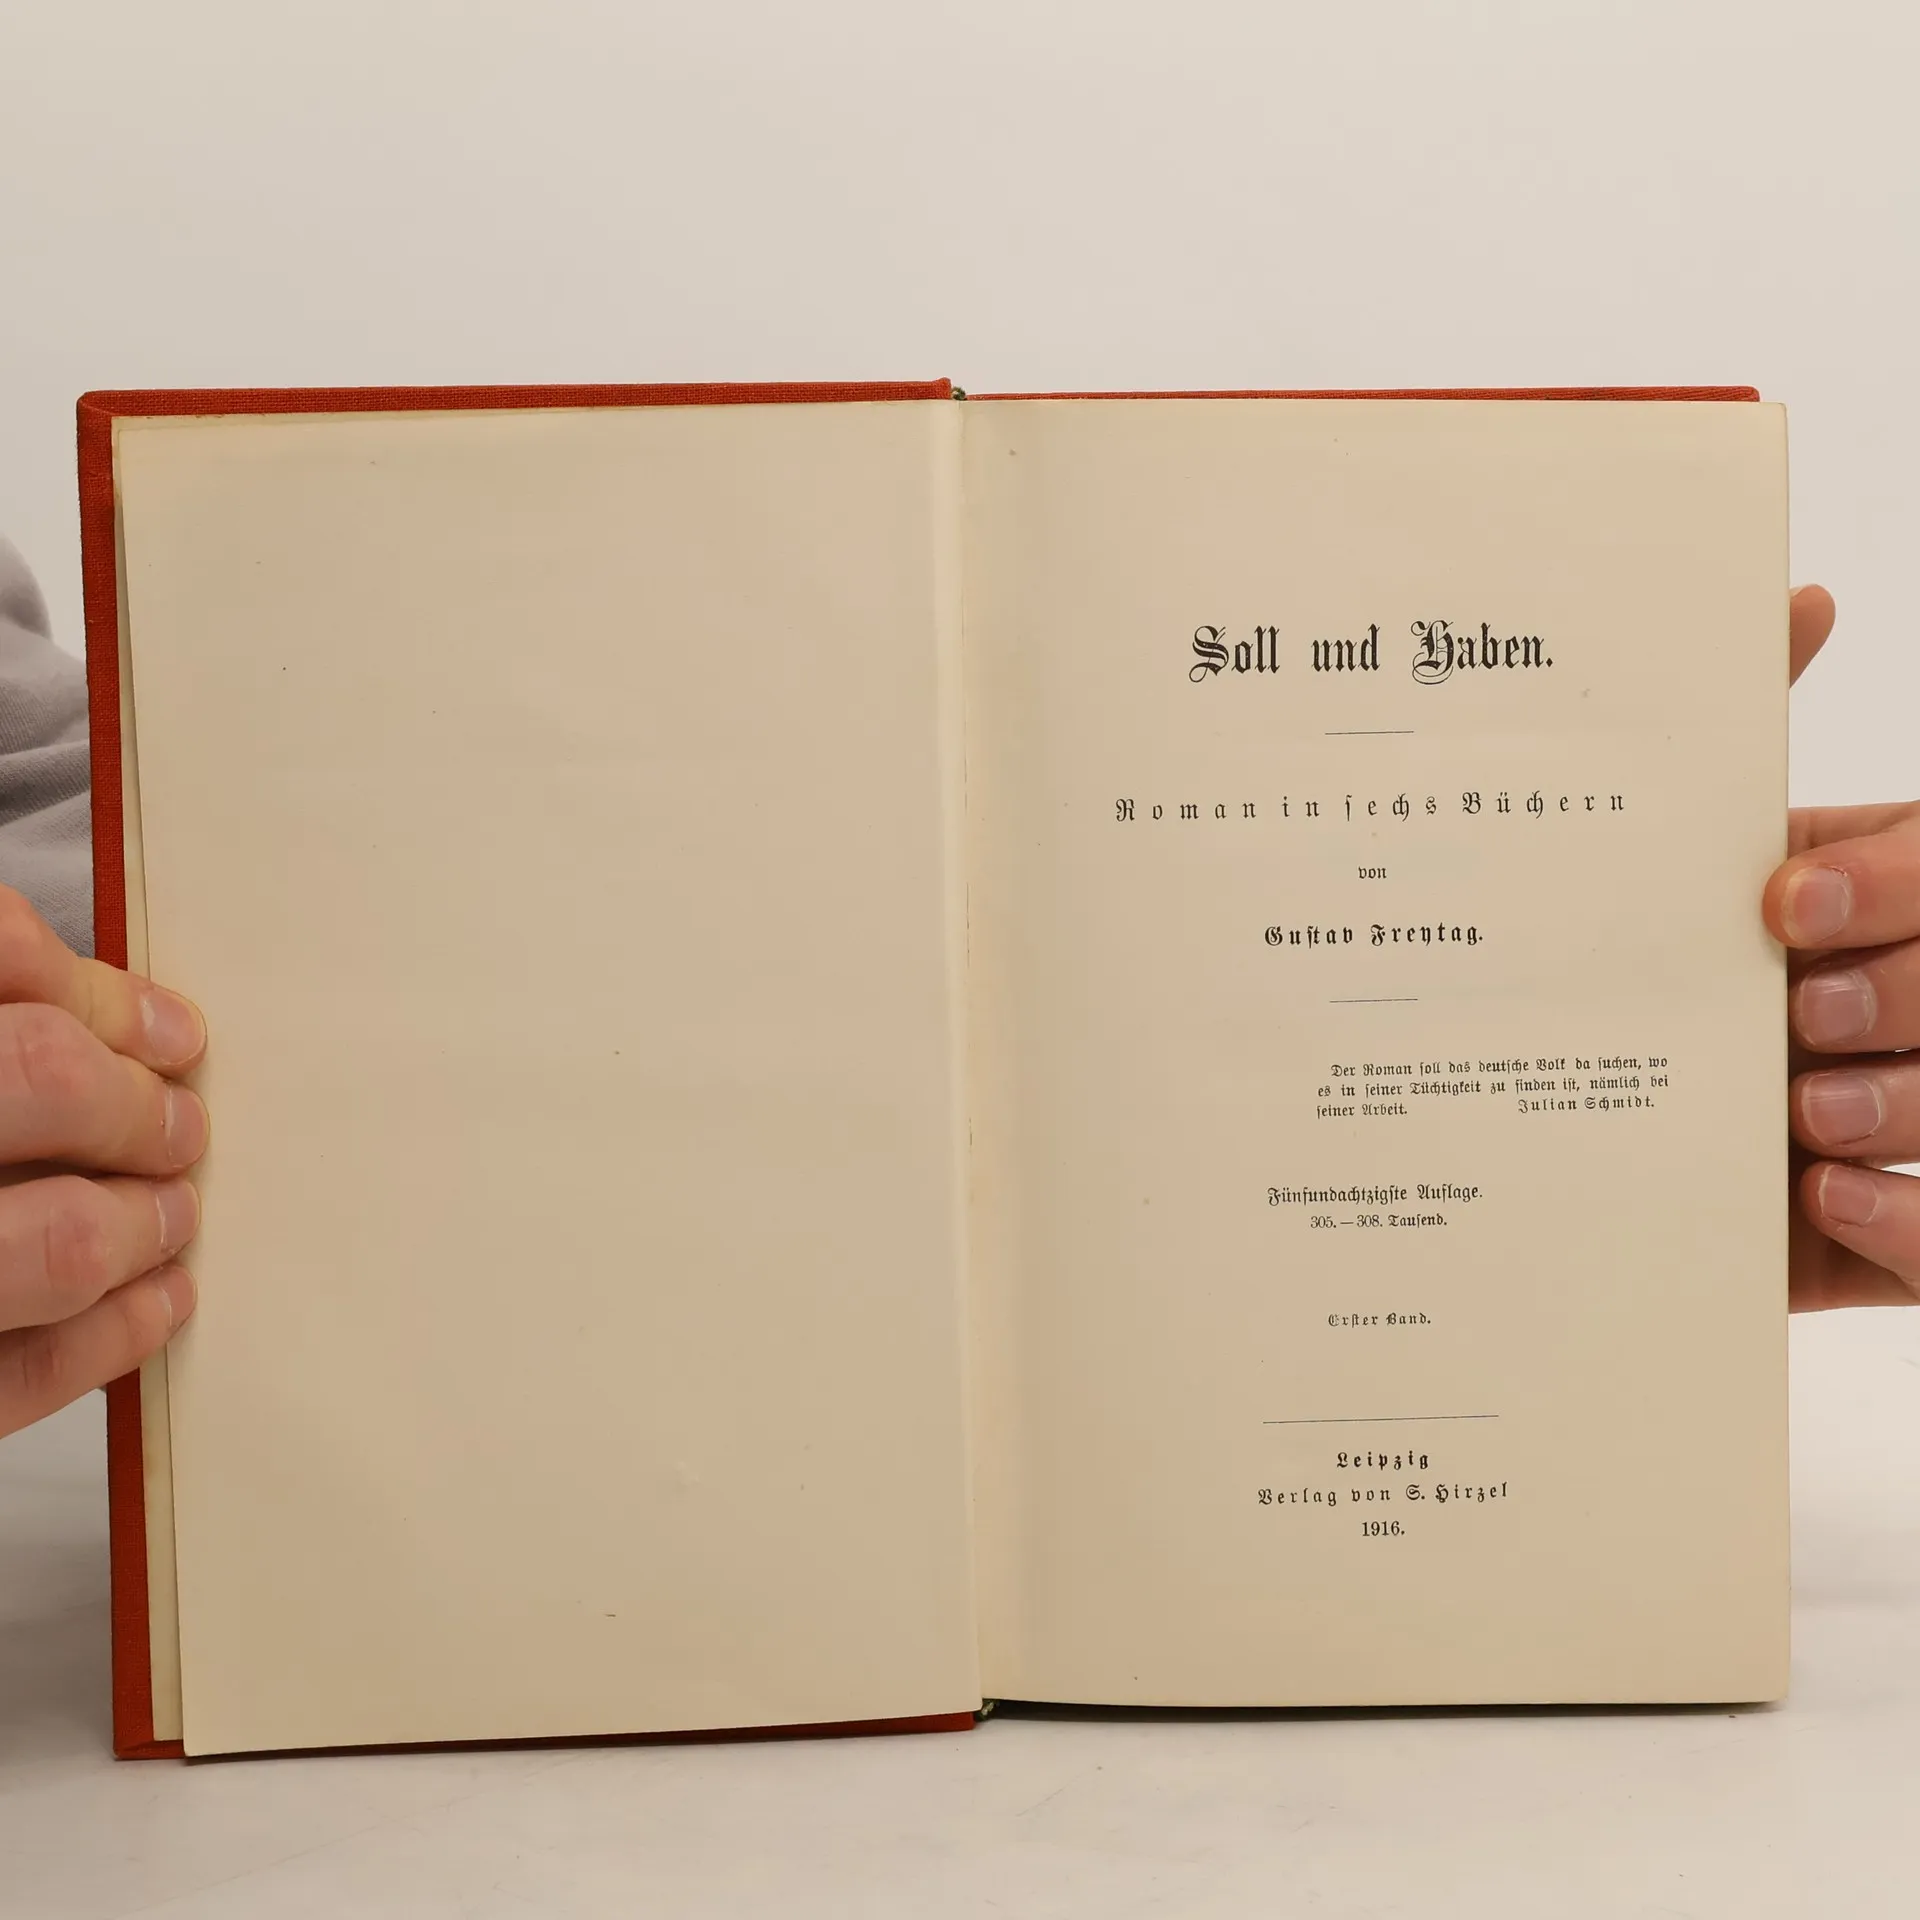 Soll und Haben.
Roman in ſechs Büchern
von
Guſtav Freytag.
Der Roman ſoll das deutſche Volk da ſuchen, wo
es in ſeiner Tüchtigkeit zu finden iſt, nämlich bei
ſeiner Arbeit. Julian Schmidt.
Fünfundachtzigſte Auflage.
305.—308. Tauſend.
Erſter Band.
Leipzig
Verlag von S. Hirzel
1916.